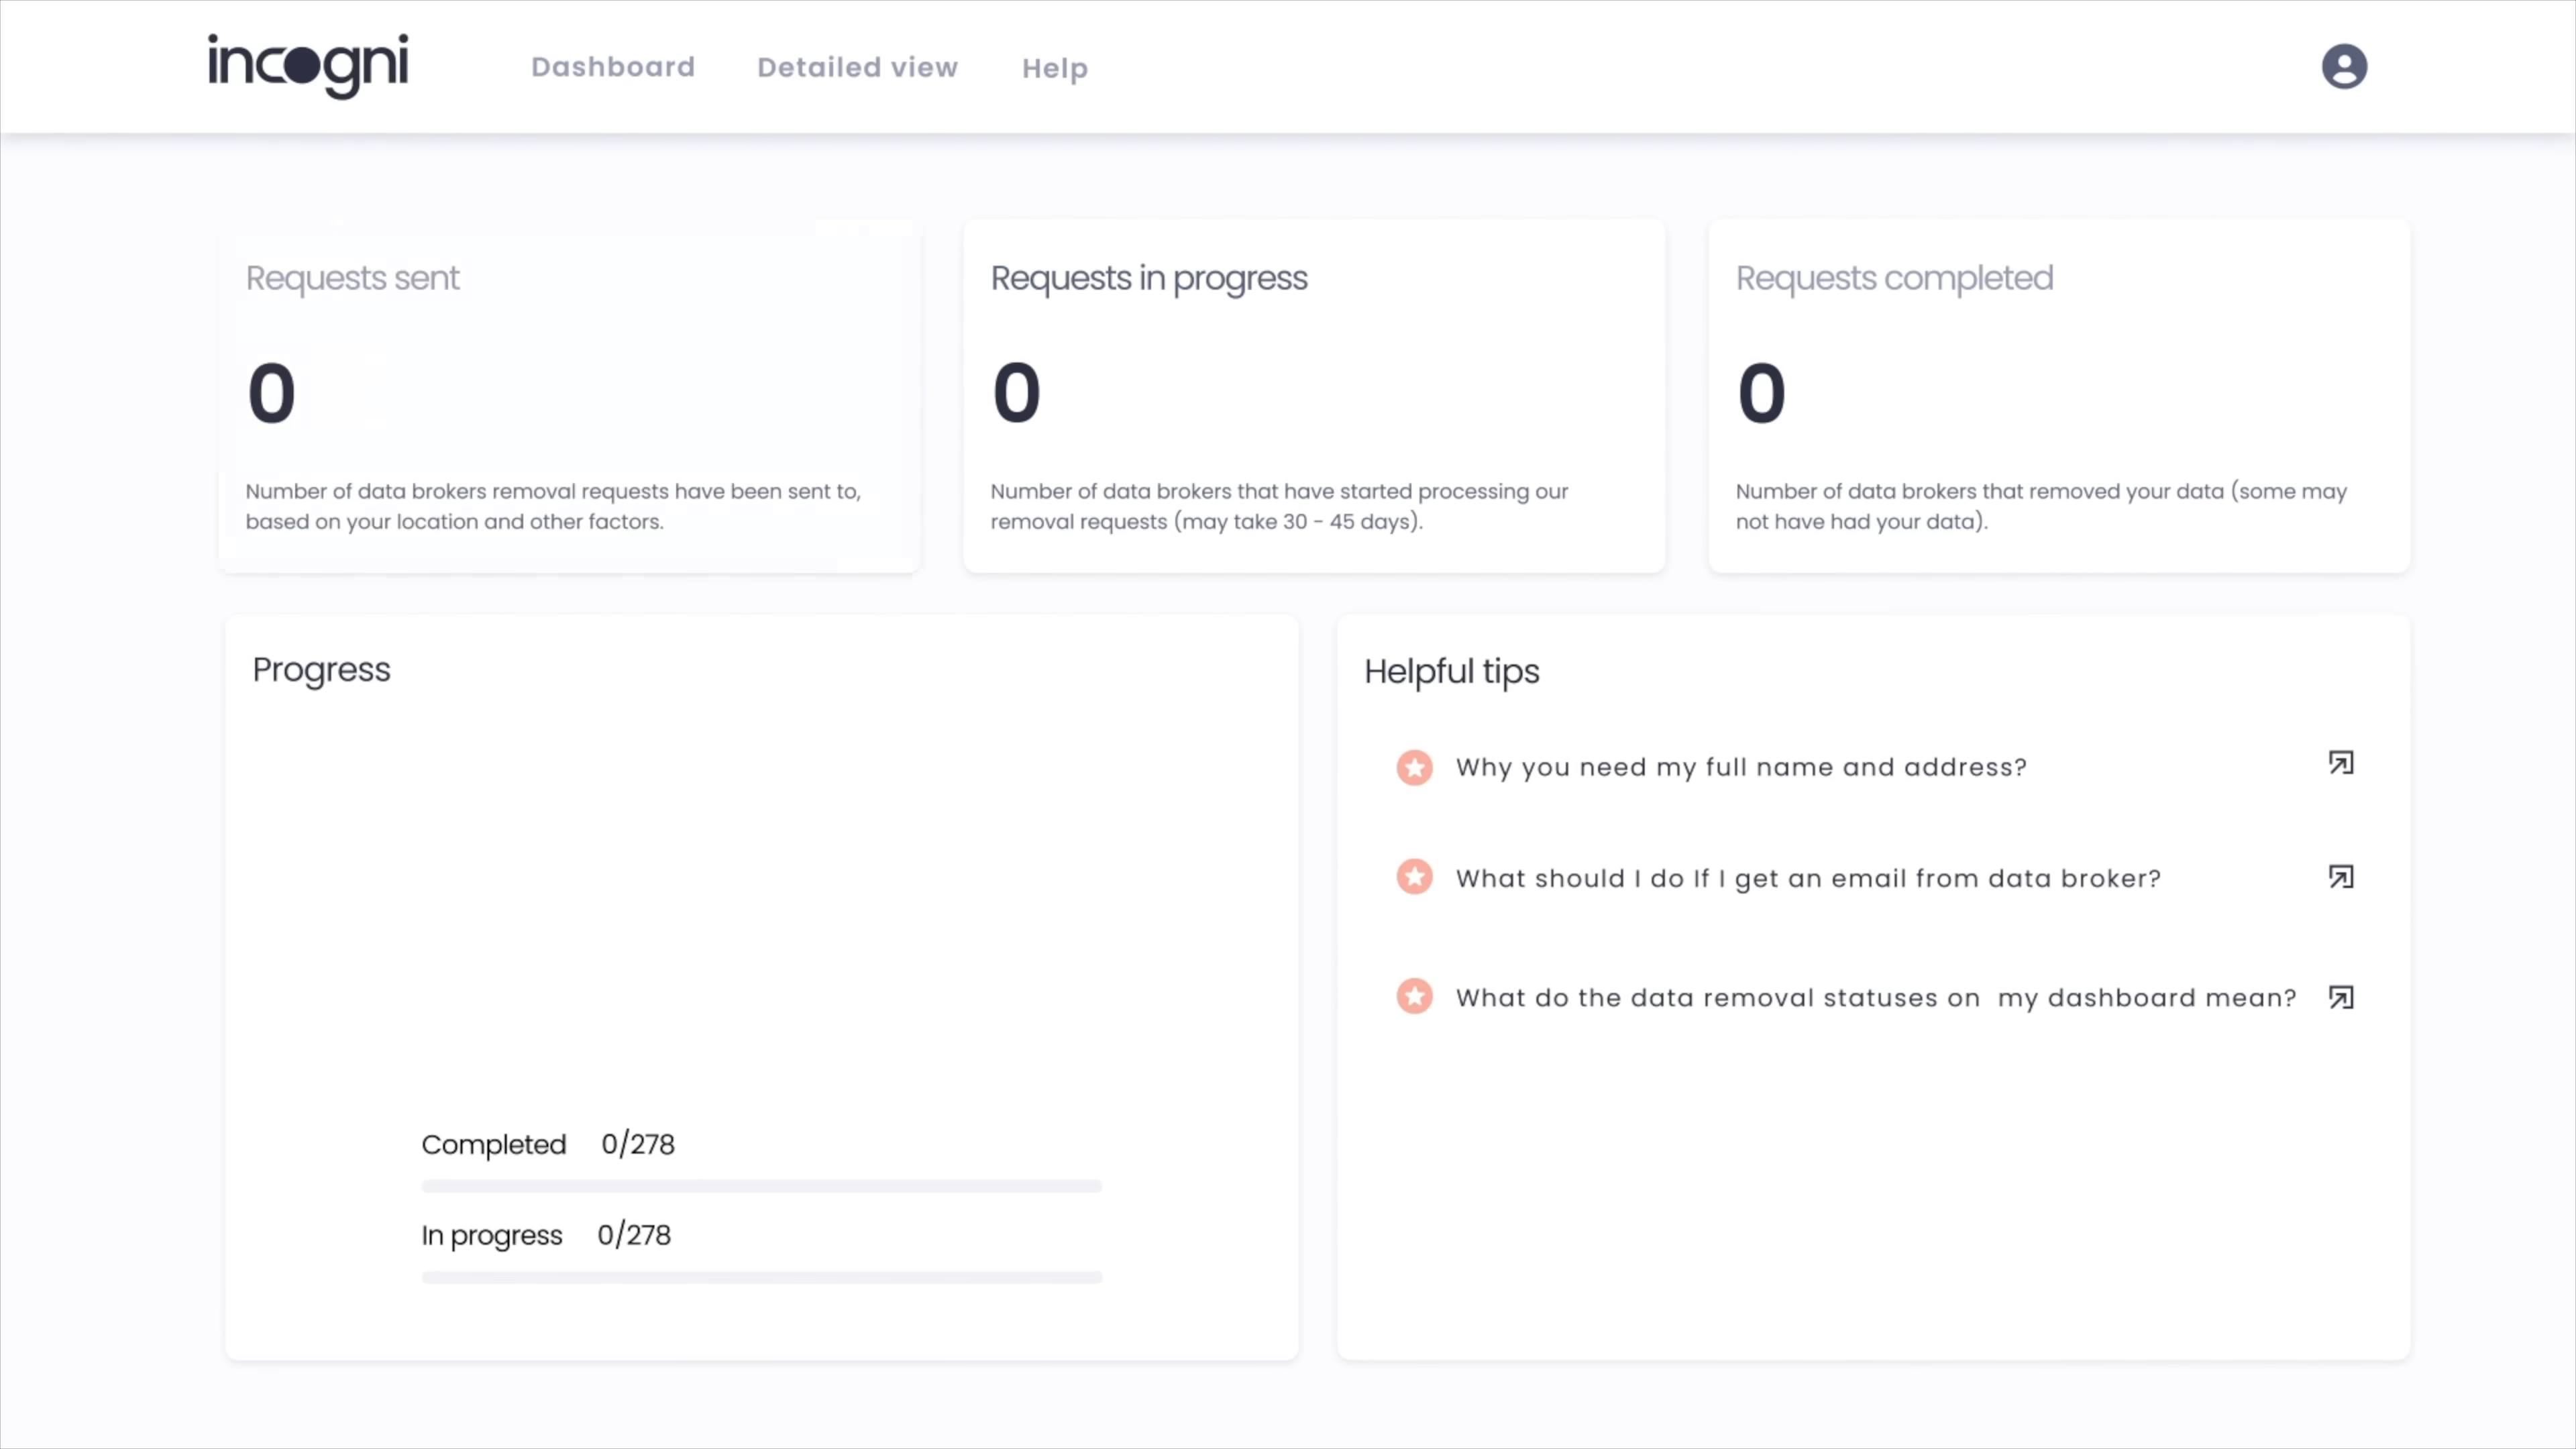 incogni
Dashboard
Detailed view
Help
Requests sent
0
Number of data brokers removal requests have been sent to,
based on your location and other factors.
Requests in progress
0
Number of data brokers that have started processing our
removal requests (may take 30 - 45 days).
Requests completed
0
Number of data brokers that removed your data (some may
not have had your data).
Progress
Completed 0/278
In progress 0/278
Helpful tips
Why you need my full name and address?
What should I do If I get an email from data broker?
What do the data removal statuses on my dashboard mean?